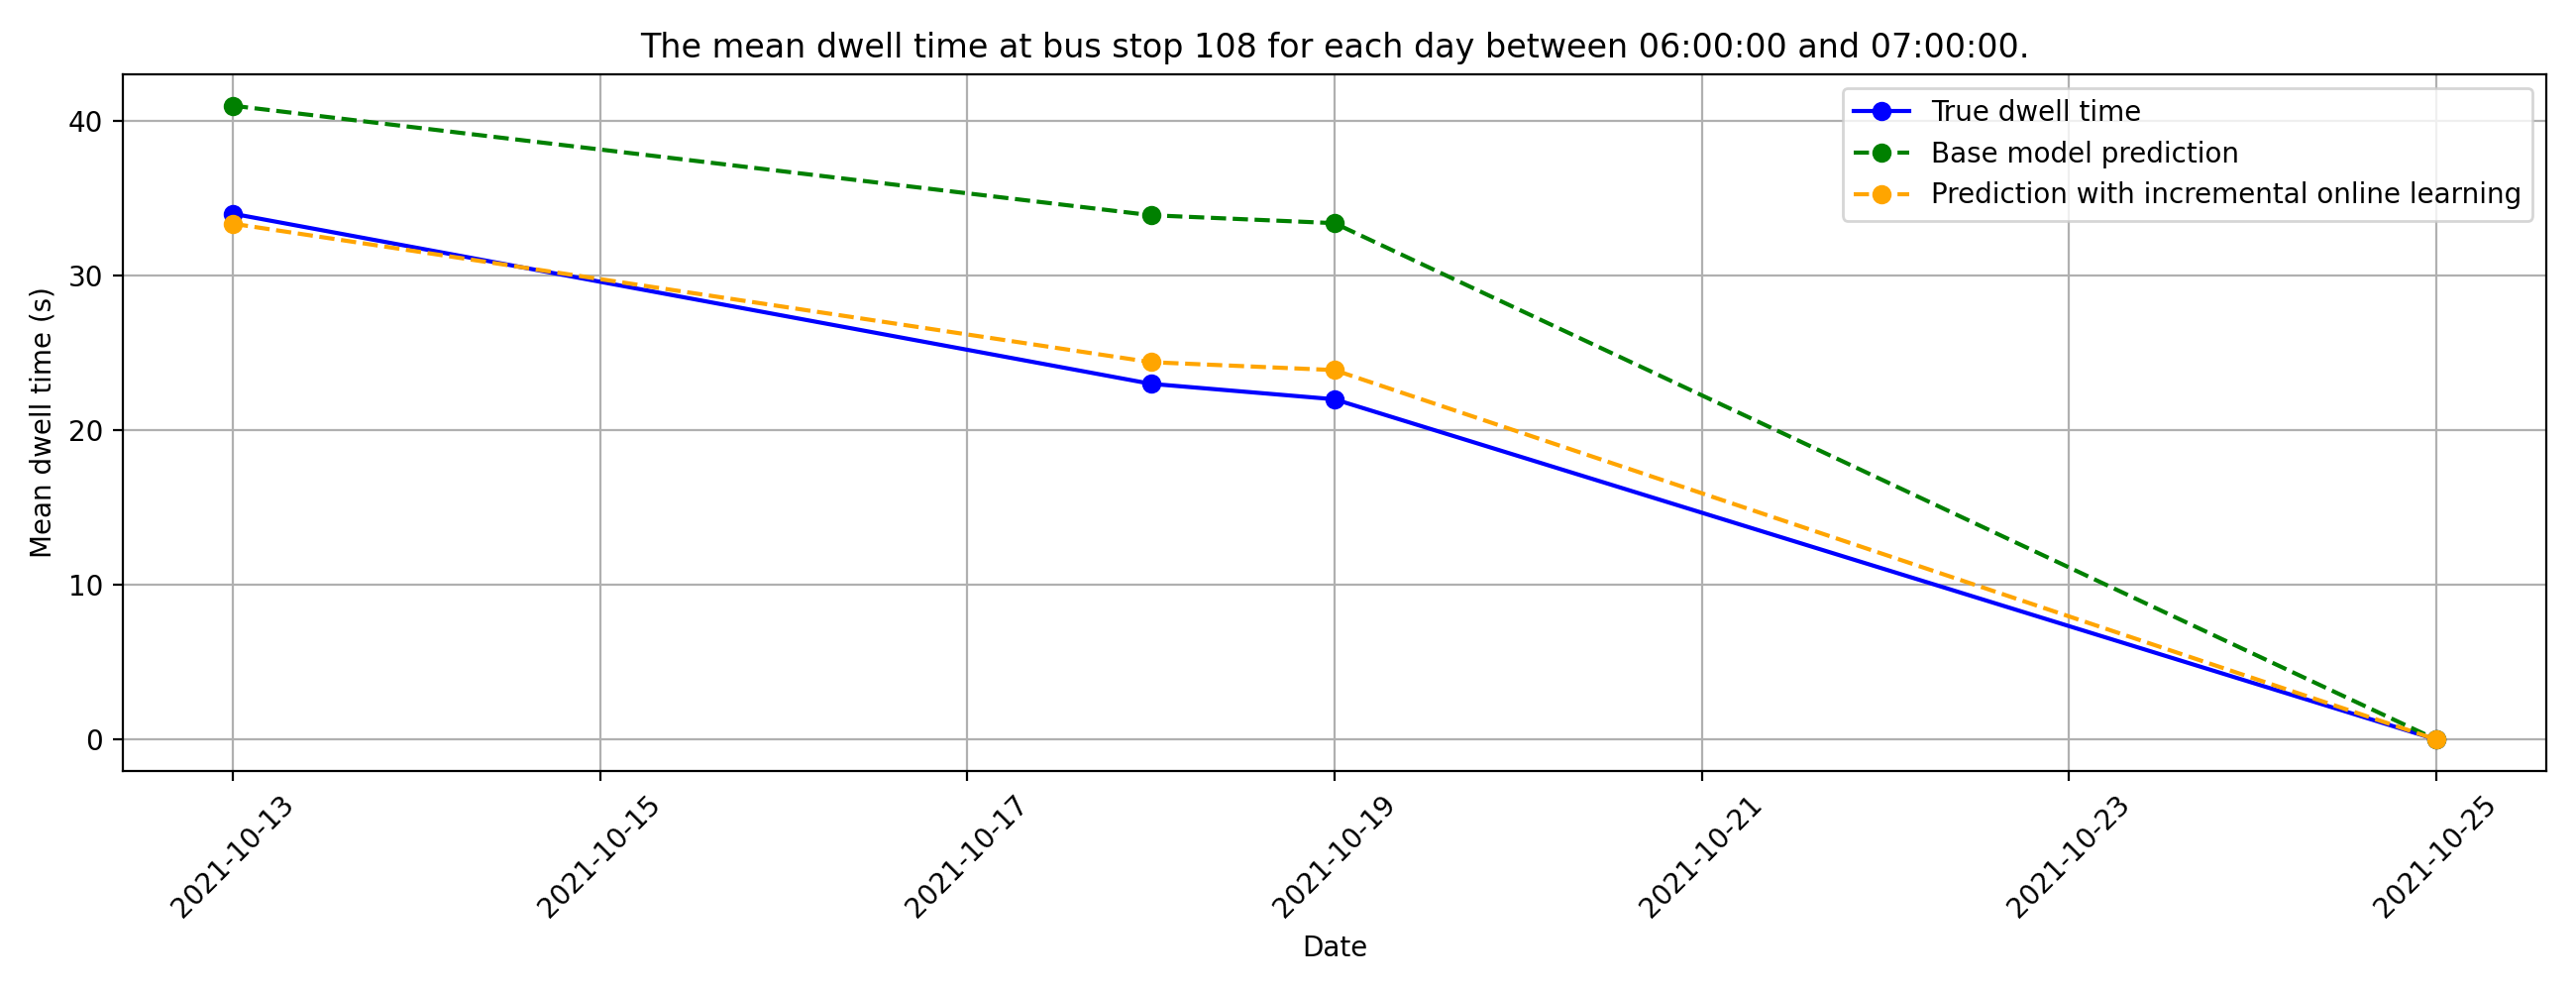 The mean dwell time at bus stop 108 for each day between 06:00:00 and 07:00:00.
True dwell time
Base model prediction
Prediction with incremental online learning
Mean dwell time (s)
40
30
20
10
0
2021-10-13
2021-10-15
2021-10-17
2021-10-19
2021-10-21
2021-10-23
2021-10-25
Date